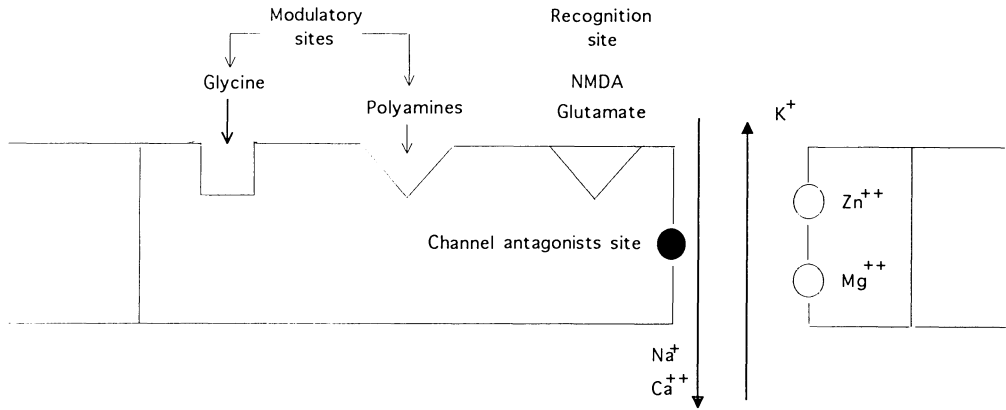 Modulatory
sites
Recognition
site
Glycine
Polyamines
NMDA
Glutamate
K+
Zn++
Channel antagonists site
Mg++
Na+
Ca++